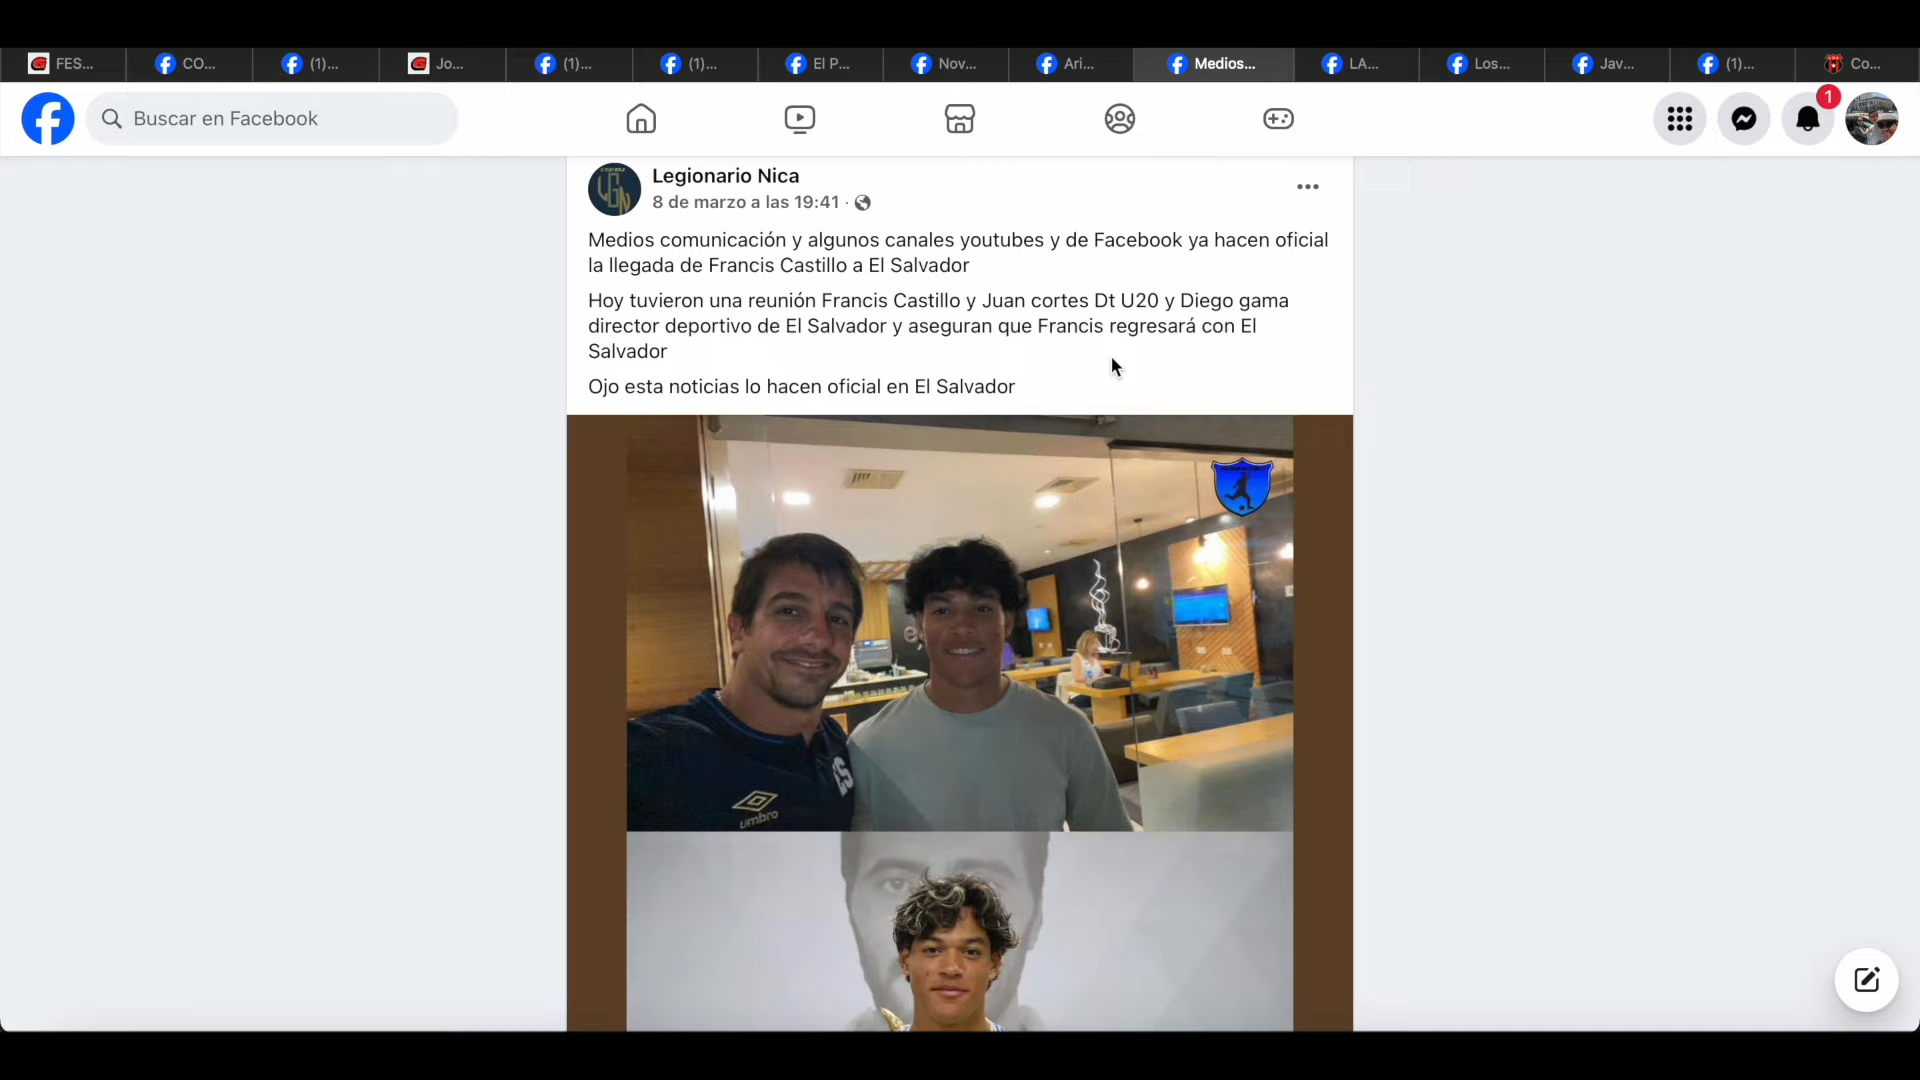 FES...
CO...
(1)...
Jo...
(1)...
(1)...
El P...
Nov...
Ari...
Medios...
LA...
Los...
Jav...
(1)...
Co...
Buscar en Facebook
1
Legionario Nica
8 de marzo a las 19:41 ·
Medios comunicación y algunos canales youtubes y de Facebook ya hacen oficial
la llegada de Francis Castillo a El Salvador
Hoy tuvieron una reunión Francis Castillo y Juan cortes Dt U20 y Diego gama
director deportivo de El Salvador y aseguran que Francis regresará con El
Salvador
Ojo esta noticias lo hacen oficial en El Salvador
ES
umbro